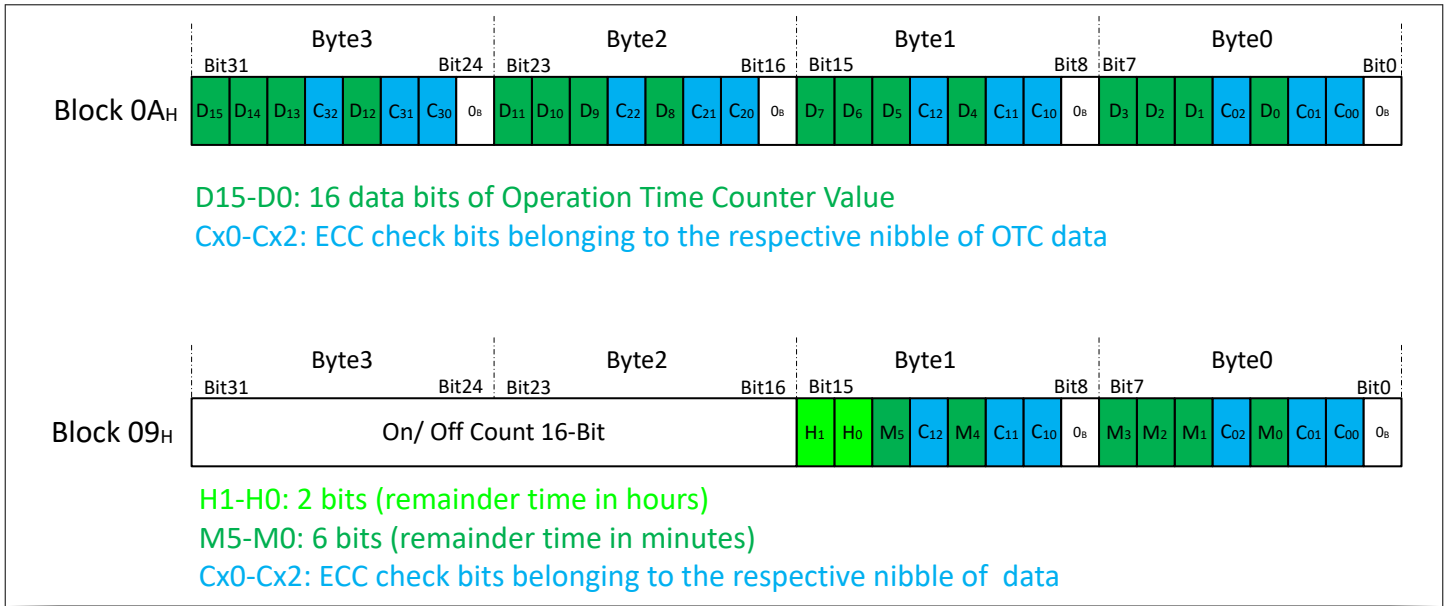 Byte3 Byte2 Byte1 Byte0
Bit31 Bit24 Bit23 Bit16 Bit15 Bit8 Bit7 Bit0
Block 0AH D15 D14 D13 C32 D12 C31 C30 0B D11 D10 D9 C22 D8 C21 C20 0B D7 D6 D5 C12 D4 C11 C10 0B D3 D2 D1 C02 D0 C01 C00 0B
D15-D0: 16 data bits of Operation Time Counter Value
Cx0-Cx2: ECC check bits belonging to the respective nibble of OTC data
Byte3 Byte2 Byte1 Byte0
Bit31 Bit24 Bit23 Bit16 Bit15 Bit8 Bit7 Bit0
Block 09H On/ Off Count 16-Bit H1 H0 M5 C12 M4 C11 C10 0B M3 M2 M1 C02 M0 C01 C00 0B
H1-H0: 2 bits (remainder time in hours)
M5-M0: 6 bits (remainder time in minutes)
Cx0-Cx2: ECC check bits belonging to the respective nibble of data